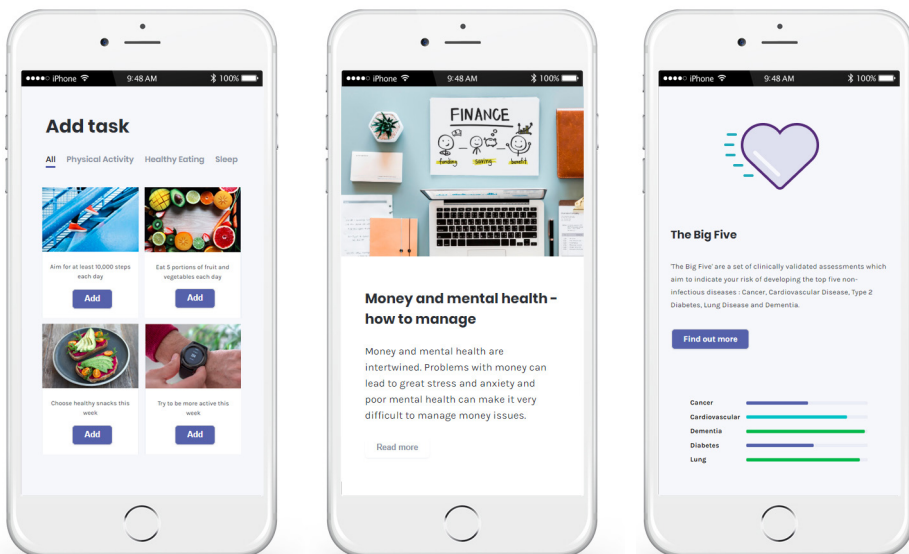 iPhone 9:48 AM 100%
Add task
All Physical Activity Healthy Eating Sleep
Aim for at least 10,000 steps
each day
Add
Eat 5 portions of fruit and
vegetables each day
Add
Choose healthy snacks this
week
Add
Try to be more active this
week
Add
iPhone 9:48 AM 100%
FINANCE
funding saving benefit
Money and mental health -
how to manage
Money and mental health are
intertwined. Problems with money can
lead to great stress and anxiety and
poor mental health can make it very
difficult to manage money issues.
Read more
iPhone 9:48 AM 100%
The Big Five
'The Big Five' are a set of clinically validated assessments which
aim to indicate your risk of developing the top five non-
infectious diseases : Cancer, Cardiovascular Disease, Type 2
Diabetes, Lung Disease and Dementia.
Find out more
Cancer
Cardiovascular
Dementia
Diabetes
Lung